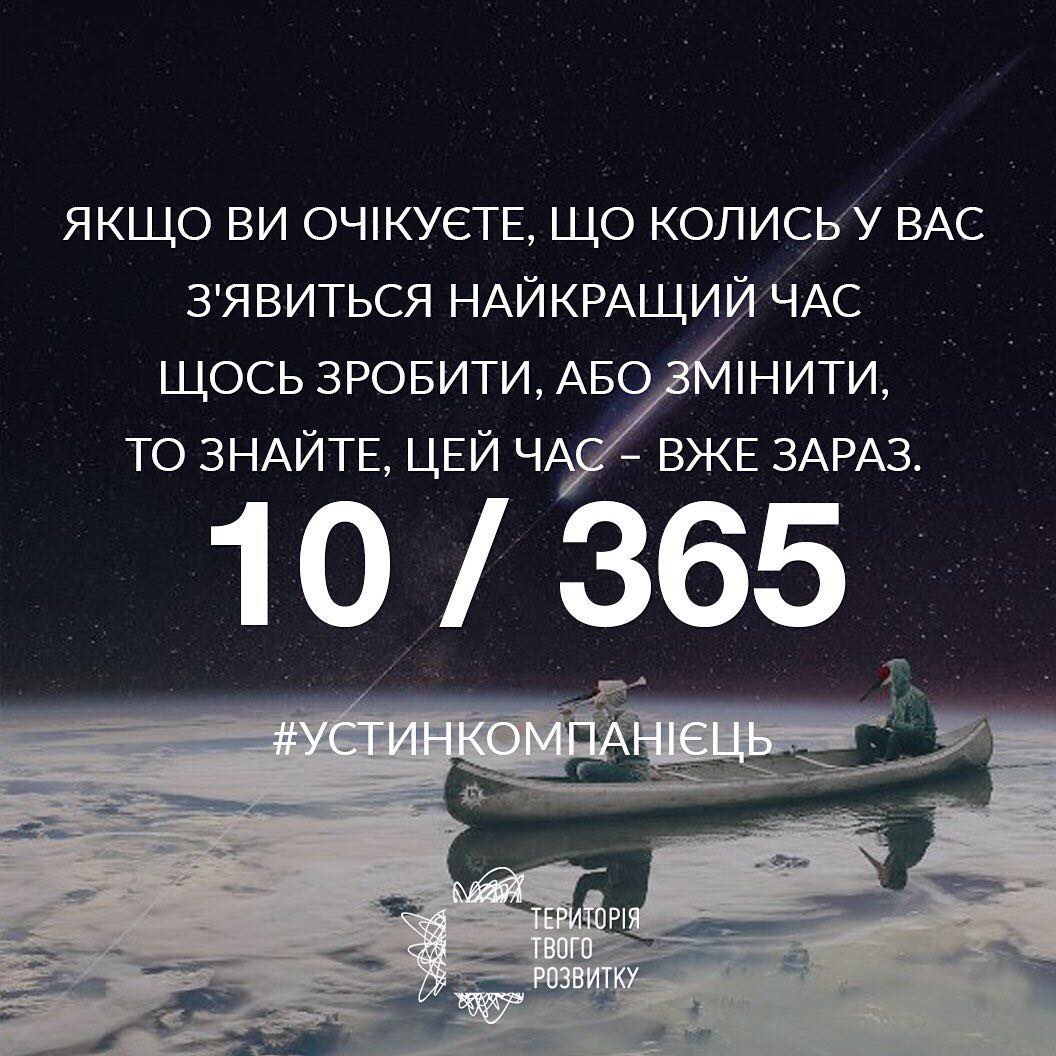 ЯКЩО ВИ ОЧІКУЄТЕ, ЩО КОЛИСЬ У ВАС
З'ЯВИТЬСЯ НАЙКРАЩИЙ ЧАС
ЩОСЬ ЗРОБИТИ, АБО ЗМІНИТИ,
ТО ЗНАЙТЕ, ЦЕЙ ЧАС – ВЖЕ ЗАРАЗ.
10 / 365
#УСТИНКОМПАНІЄЦЬ
ТЕРИТОРІЯ
ТВОГО
РОЗВИТКУ